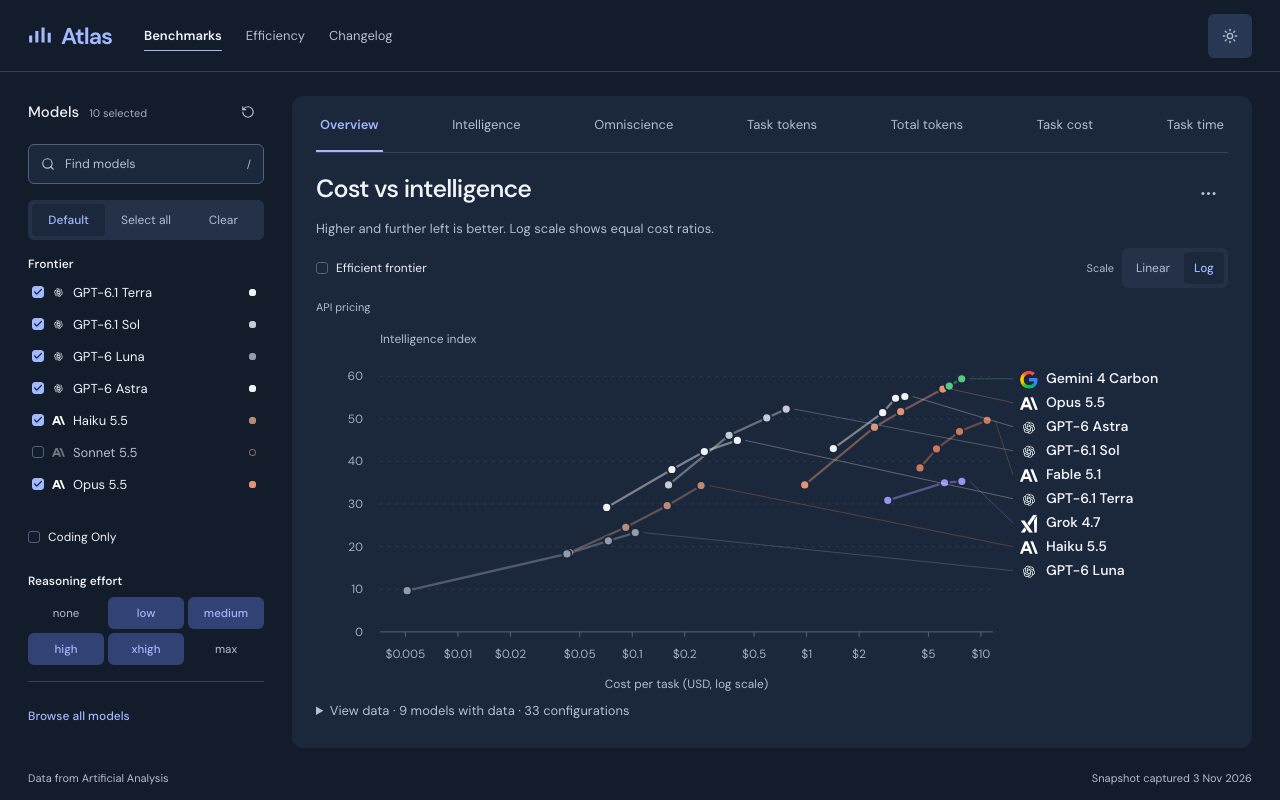 Atlas
Benchmarks
Efficiency
Changelog
Models
10 selected
Find models
/
Default
Select all
Clear
Frontier
GPT-6.1 Terra
GPT-6.1 Sol
GPT-6 Luna
GPT-6 Astra
Haiku 5.5
Sonnet 5.5
Opus 5.5
Coding Only
Reasoning effort
none
low
medium
high
xhigh
max
Browse all models
Overview
Intelligence
Omniscience
Task tokens
Total tokens
Task cost
Task time
Cost vs intelligence
Higher and further left is better. Log scale shows equal cost ratios.
Efficient frontier
Scale
Linear
Log
API pricing
Intelligence index
60
50
40
30
20
10
0
$0.005
$0.01
$0.02
$0.05
$0.1
$0.2
$0.5
$1
$2
$5
$10
Cost per task (USD, log scale)
Gemini 4 Carbon
Opus 5.5
GPT-6 Astra
GPT-6.1 Sol
Fable 5.1
GPT-6.1 Terra
Grok 4.7
Haiku 5.5
GPT-6 Luna
View data · 9 models with data · 33 configurations
Data from Artificial Analysis
Snapshot captured 3 Nov 2026